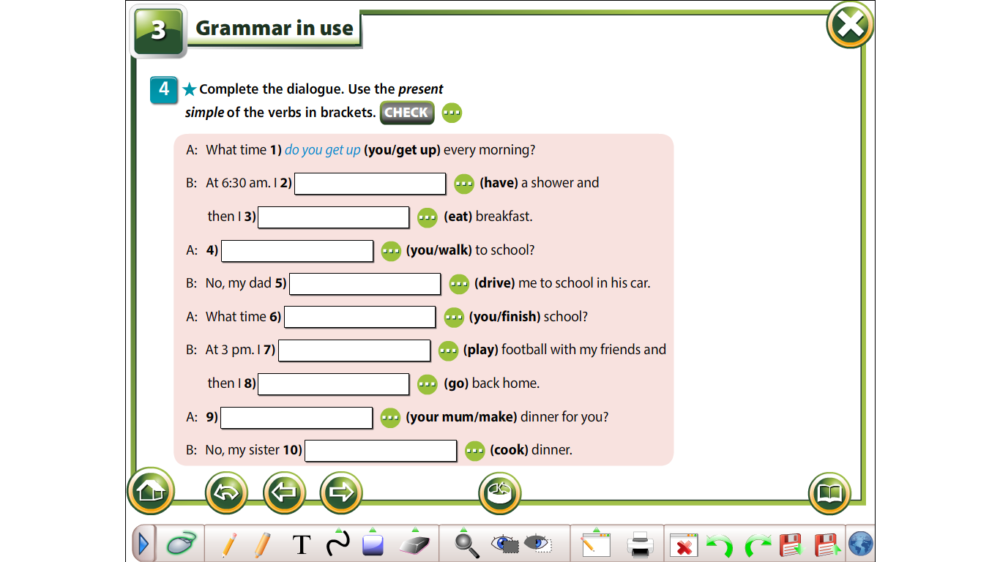 3 Grammar in use
4 ★ Complete the dialogue. Use the present
simple of the verbs in brackets. CHECK
A: What time 1) do you get up (you/get up) every morning?
B: At 6:30 am. I 2) (have) a shower and
then I 3) (eat) breakfast.
A: 4) (you/walk) to school?
B: No, my dad 5) (drive) me to school in his car.
A: What time 6) (you/finish) school?
B: At 3 pm. I 7) (play) football with my friends and
then I 8) (go) back home.
A: 9) (your mum/make) dinner for you?
B: No, my sister 10) (cook) dinner.
T